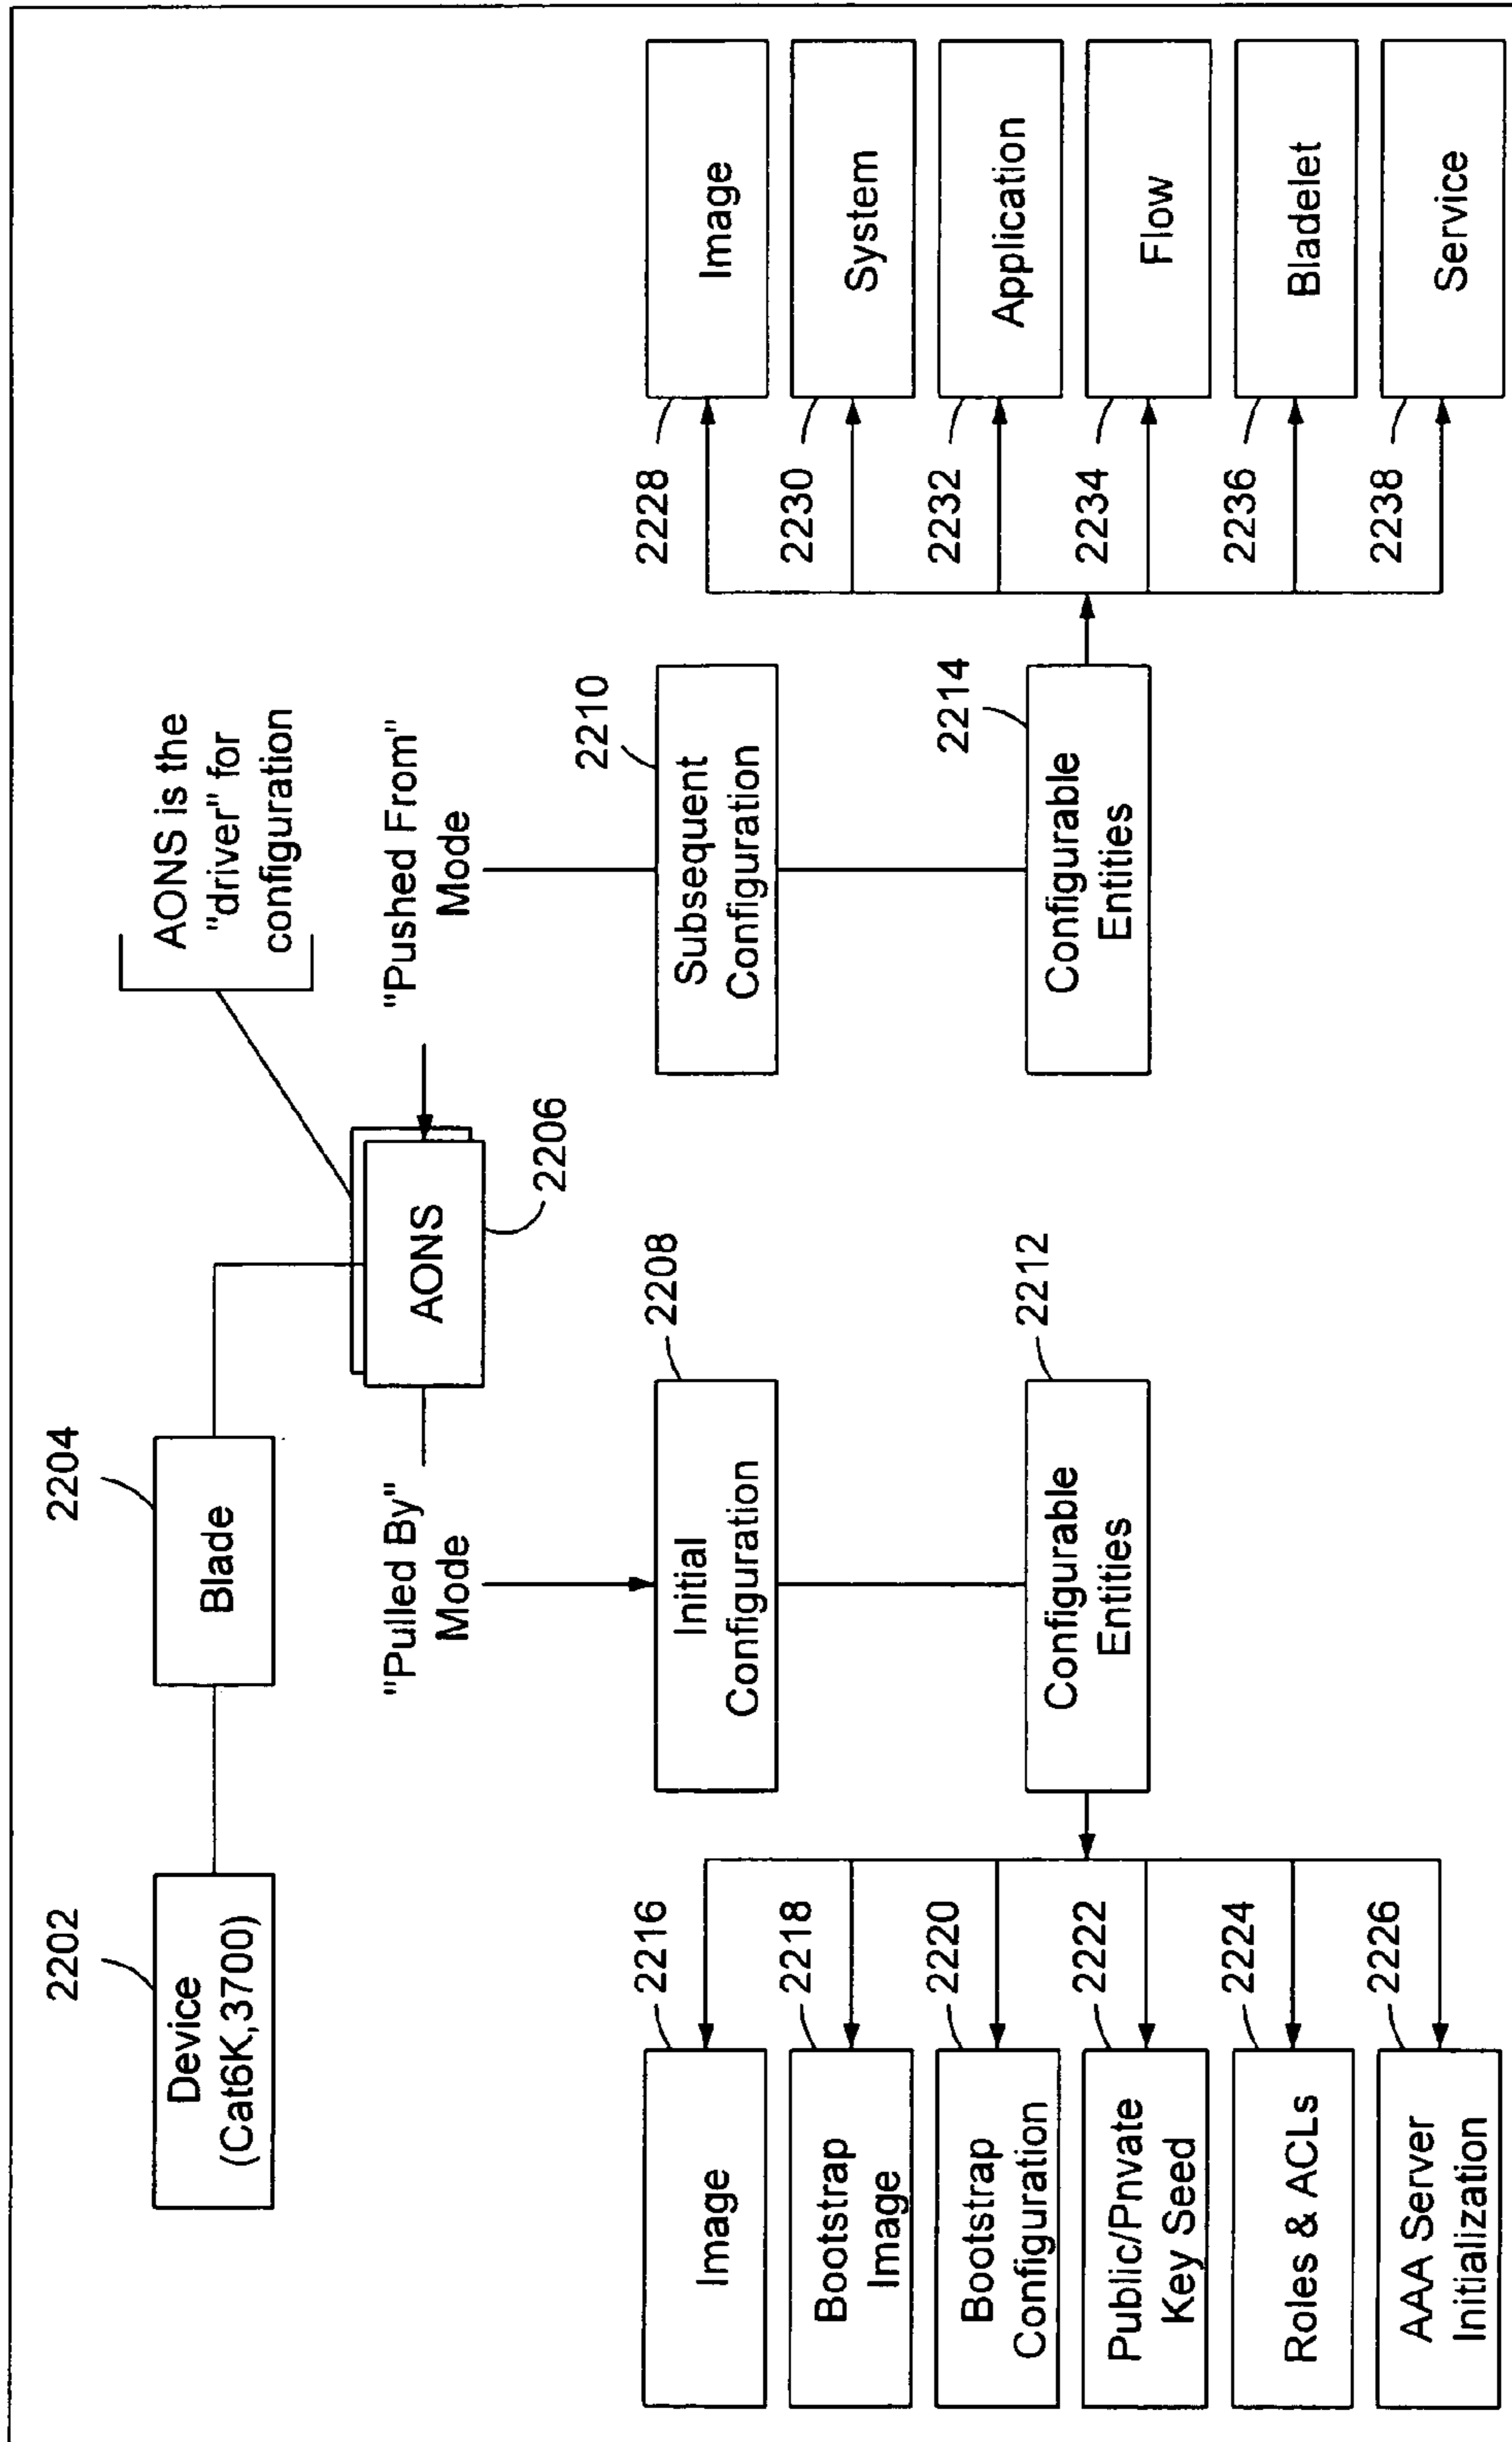 2202
Device
(Cat6K,3700)
2204
Blade
AONS is the
"driver" for
configuration
AONS
2206
"Pulled By"
Mode
"Pushed From"
Mode
2208
Initial
Configuration
2210
Subsequent
Configuration
2212
Configurable
Entities
2214
Configurable
Entities
2216
Image
2218
Bootstrap
Image
2220
Bootstrap
Configuration
2222
Public/Pnvate
Key Seed
2224
Roles & ACLs
2226
AAA Server
Initialization
2228
Image
2230
System
2232
Application
2234
Flow
2236
Bladelet
2238
Service